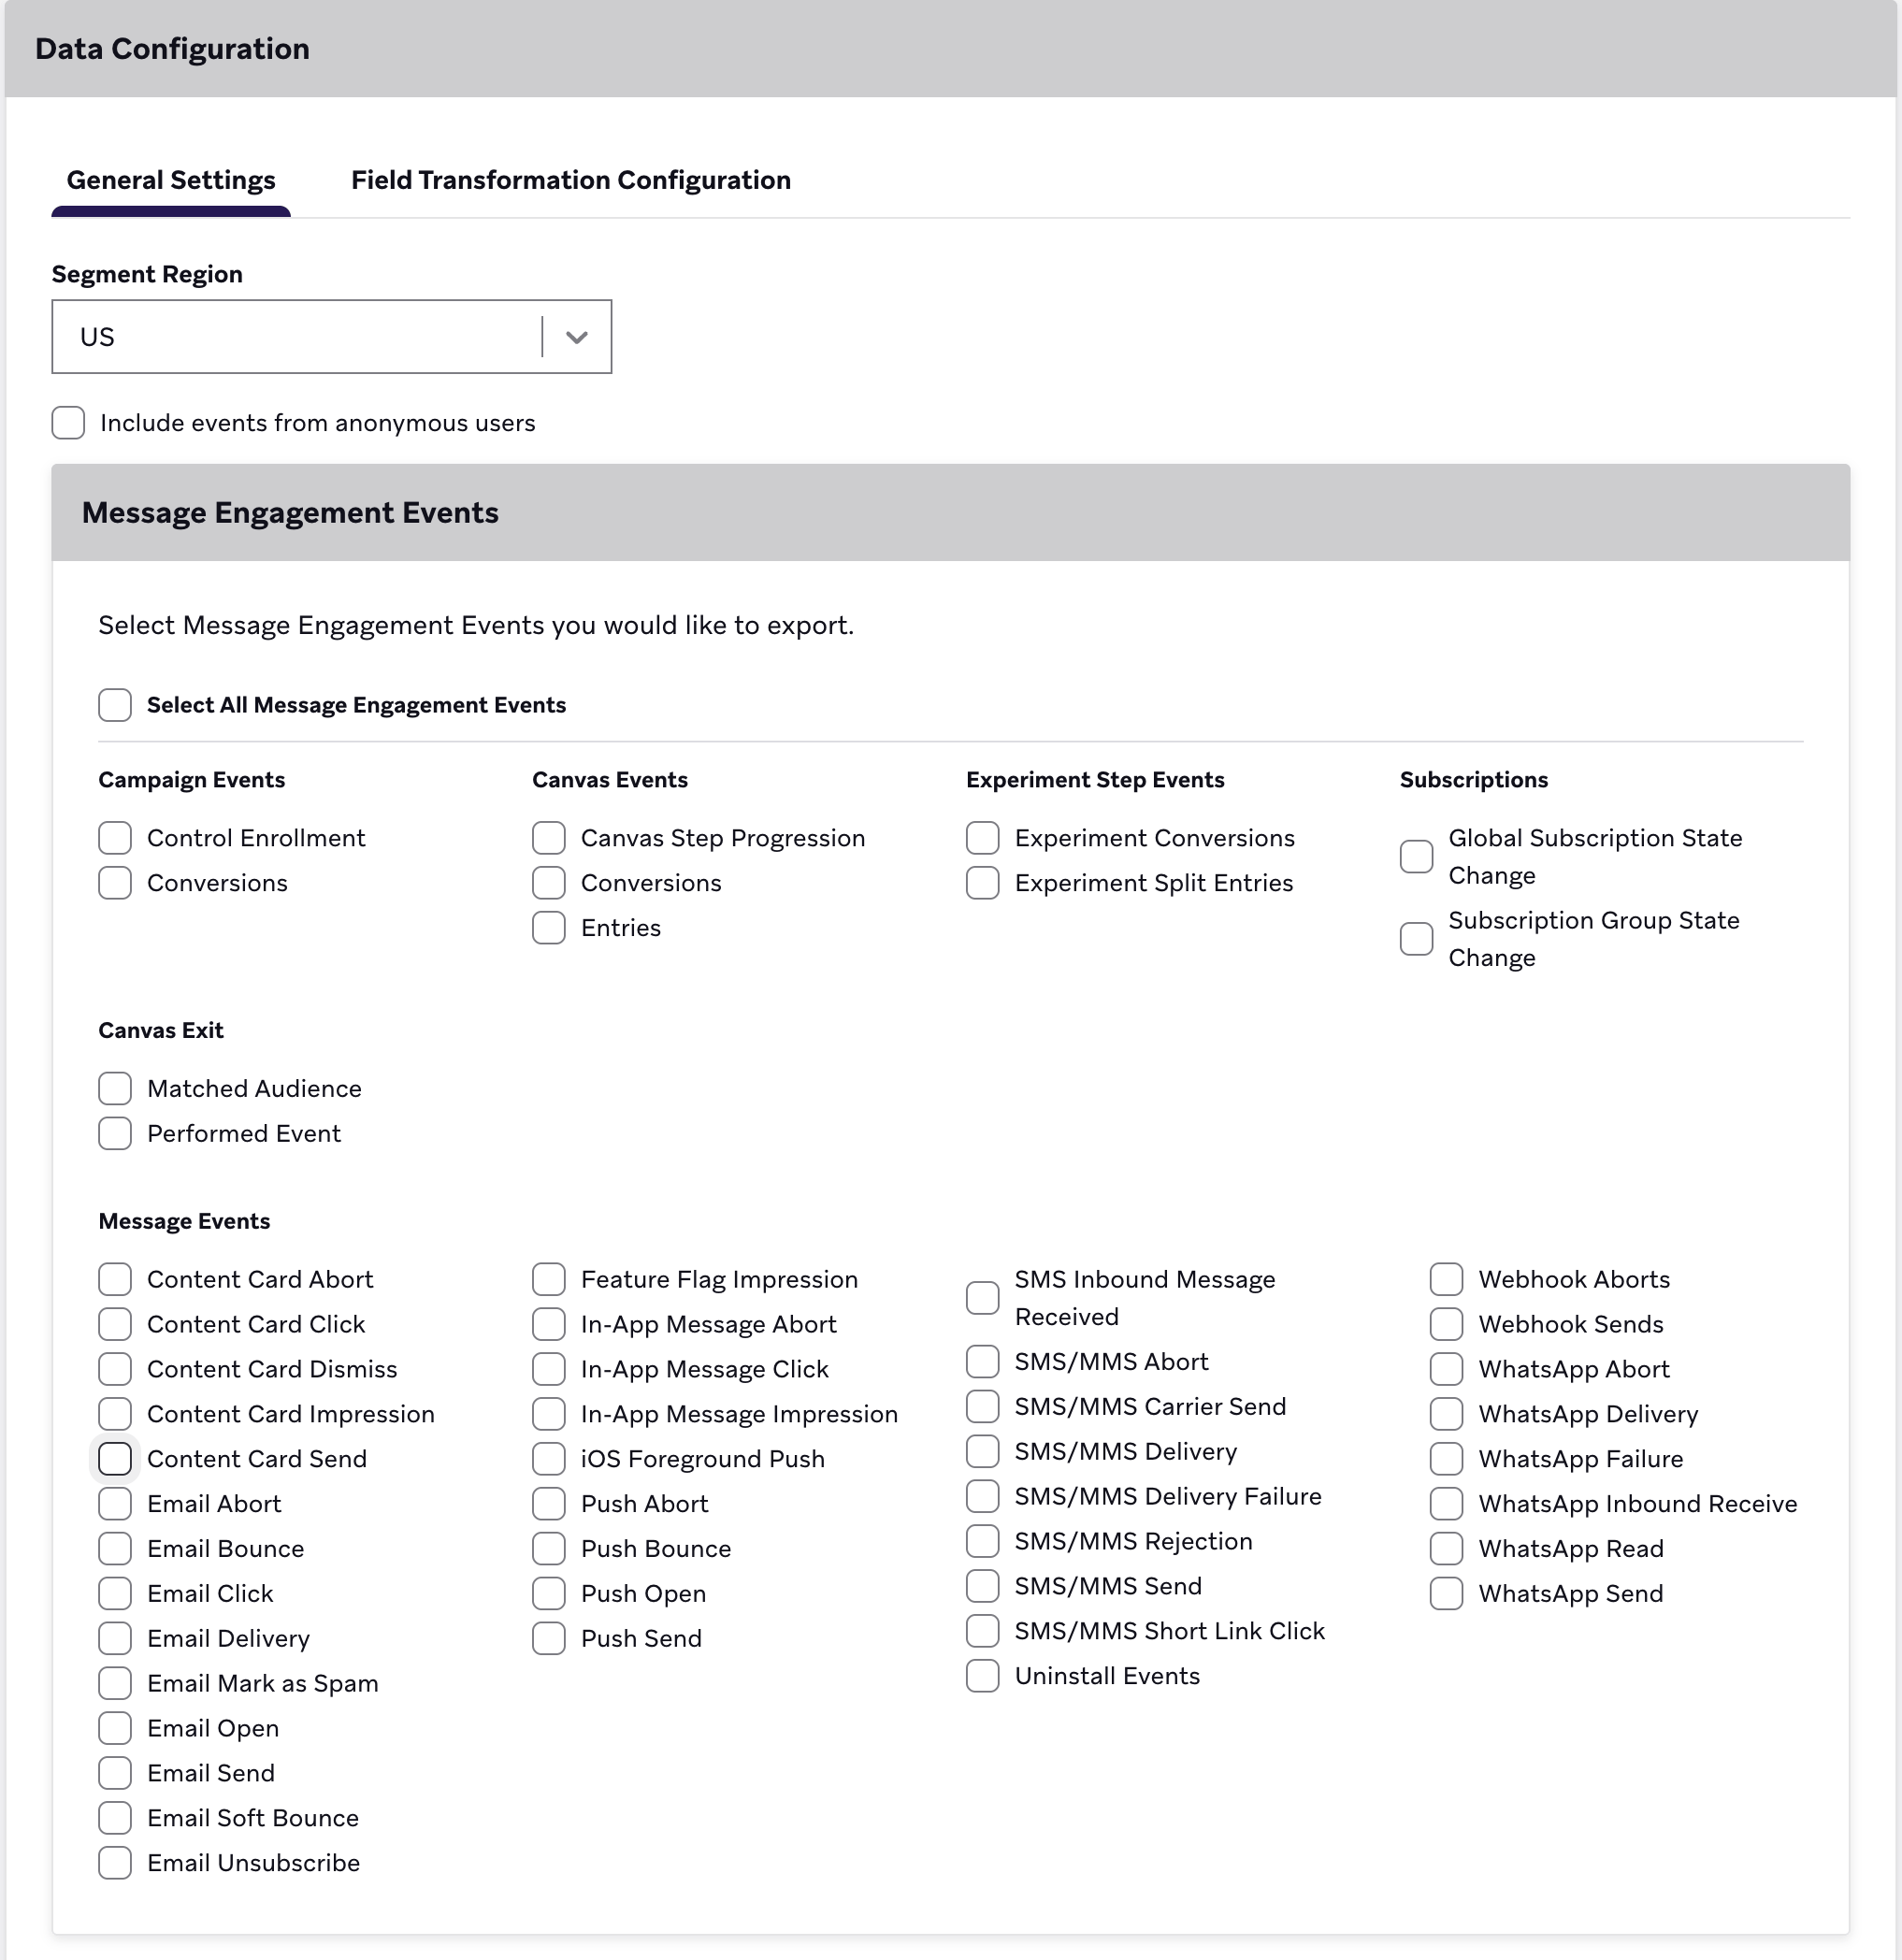 Data Configuration
General Settings
Field Transformation Configuration
Segment Region
US
Include events from anonymous users
Message Engagement Events
Select Message Engagement Events you would like to export.
Select All Message Engagement Events
Campaign Events
Control Enrollment
Conversions
Canvas Events
Canvas Step Progression
Conversions
Entries
Experiment Step Events
Experiment Conversions
Experiment Split Entries
Subscriptions
Global Subscription State
Change
Subscription Group State
Change
Canvas Exit
Matched Audience
Performed Event
Message Events
Content Card Abort
Content Card Click
Content Card Dismiss
Content Card Impression
Content Card Send
Email Abort
Email Bounce
Email Click
Email Delivery
Email Mark as Spam
Email Open
Email Send
Email Soft Bounce
Email Unsubscribe
Feature Flag Impression
In-App Message Abort
In-App Message Click
In-App Message Impression
iOS Foreground Push
Push Abort
Push Bounce
Push Open
Push Send
SMS Inbound Message
Received
SMS/MMS Abort
SMS/MMS Carrier Send
SMS/MMS Delivery
SMS/MMS Delivery Failure
SMS/MMS Rejection
SMS/MMS Send
SMS/MMS Short Link Click
Uninstall Events
Webhook Aborts
Webhook Sends
WhatsApp Abort
WhatsApp Delivery
WhatsApp Failure
WhatsApp Inbound Receive
WhatsApp Read
WhatsApp Send